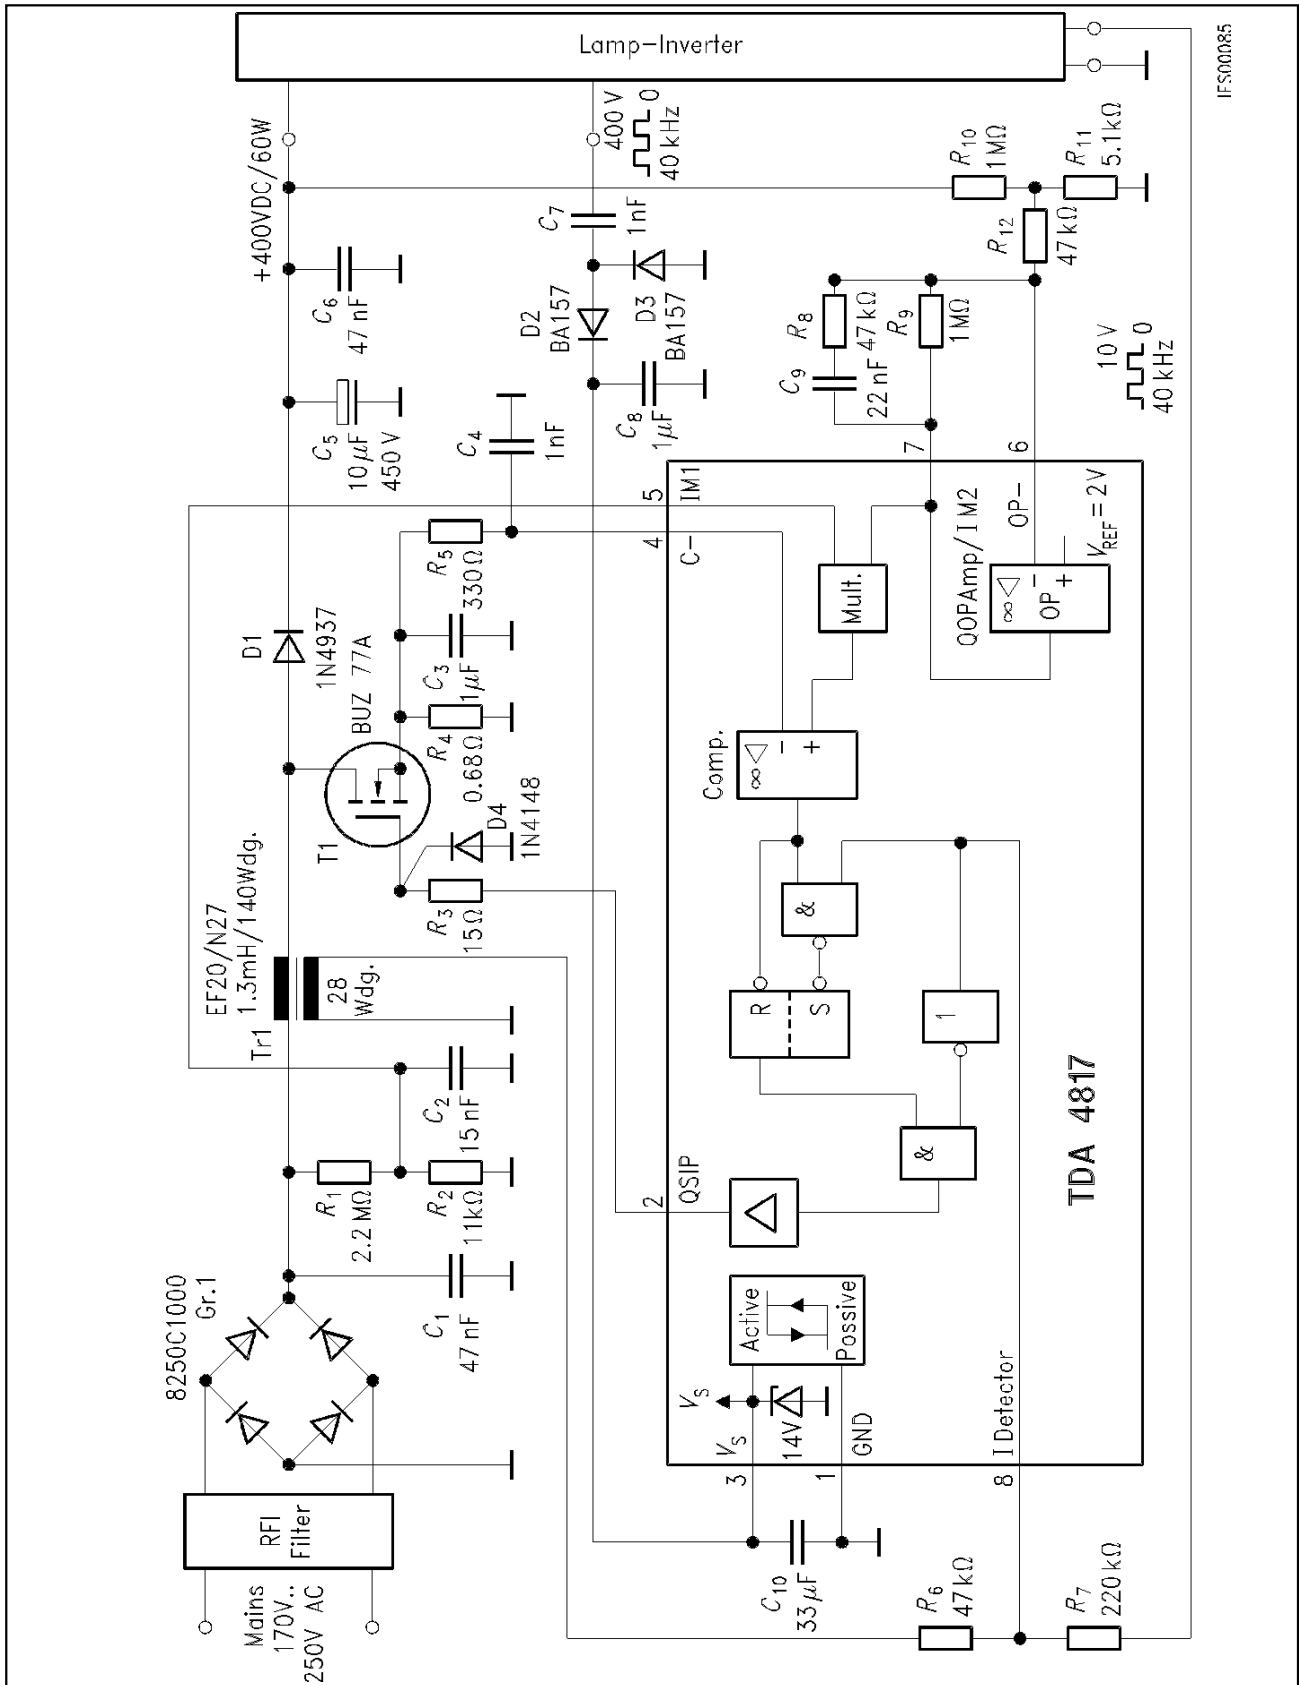 Mains
170V..
250V AC
RFI
Filter
8250C1000
Gr.1
C1
47 nF
R1
2.2 MΩ
R2
11kΩ
C2
15 nF
Tr1
EF20/N27
1.3mH/140Wdg.
28
Wdg.
R3
15Ω
T1
BUZ 77A
D4
1N4148
R4
0.68Ω
C3
1µF
R5
330Ω
D1
1N4937
C4
1nF
C5
10µF
450 V
C6
47 nF
+400VDC/60W
Lamp-Inverter
400 V
0
40 kHz
C7
1nF
D2
BA157
D3
BA157
C8
1µF
C9
22 nF
R8
47kΩ
R9
1MΩ
R10
1MΩ
R11
5.1kΩ
R12
47kΩ
10 V
0
40 kHz
C10
33µF
R6
47kΩ
R7
220kΩ
3
VS
VS
14V
1
GND
Active
Possive
8
I Detector
2
QSIP
&
R
S
&
1
Comp.
∞
−
+
Mult.
4
C−
5
IM1
7
QOPAmp/IM2
6
OP−
∞
OP
−
+
VREF=2V
TDA 4817
IFS00085